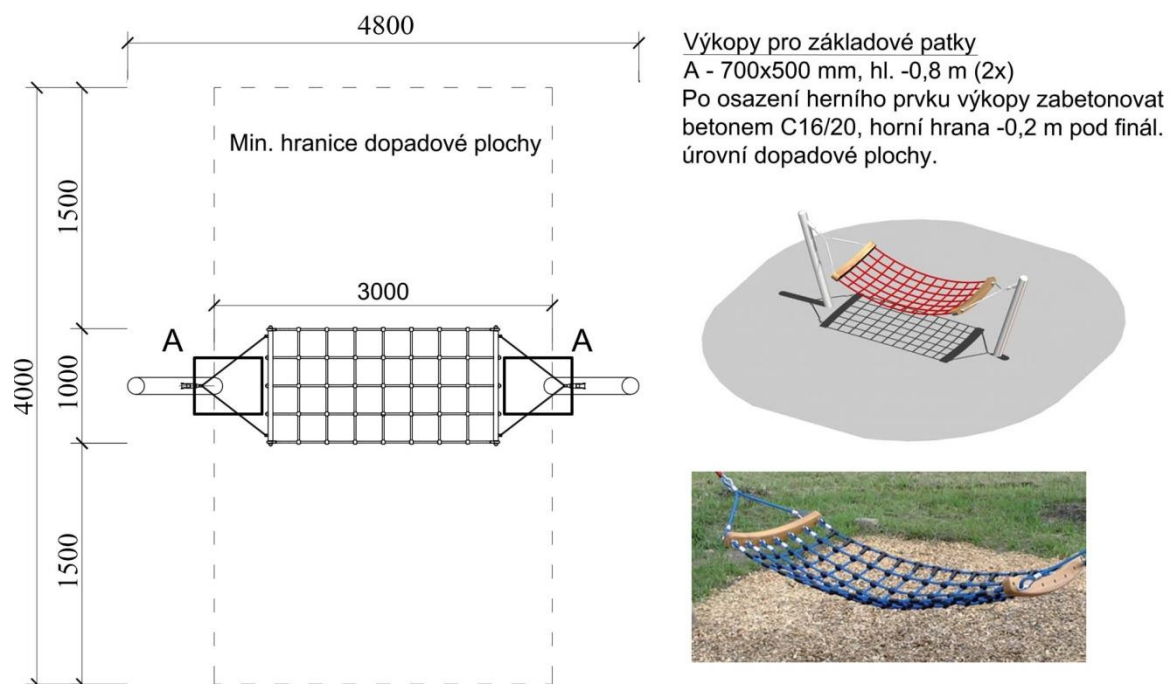 4800
Výkopy pro základové patky
A - 700x500 mm, hl. -0,8 m (2x)
Po osazení herního prvku výkopy zabetonovat
betonem C16/20, horní hrana -0,2 m pod finál.
úrovní dopadové plochy.
Min. hranice dopadové plochy
1500
3000
A
A
4000
1000
1500